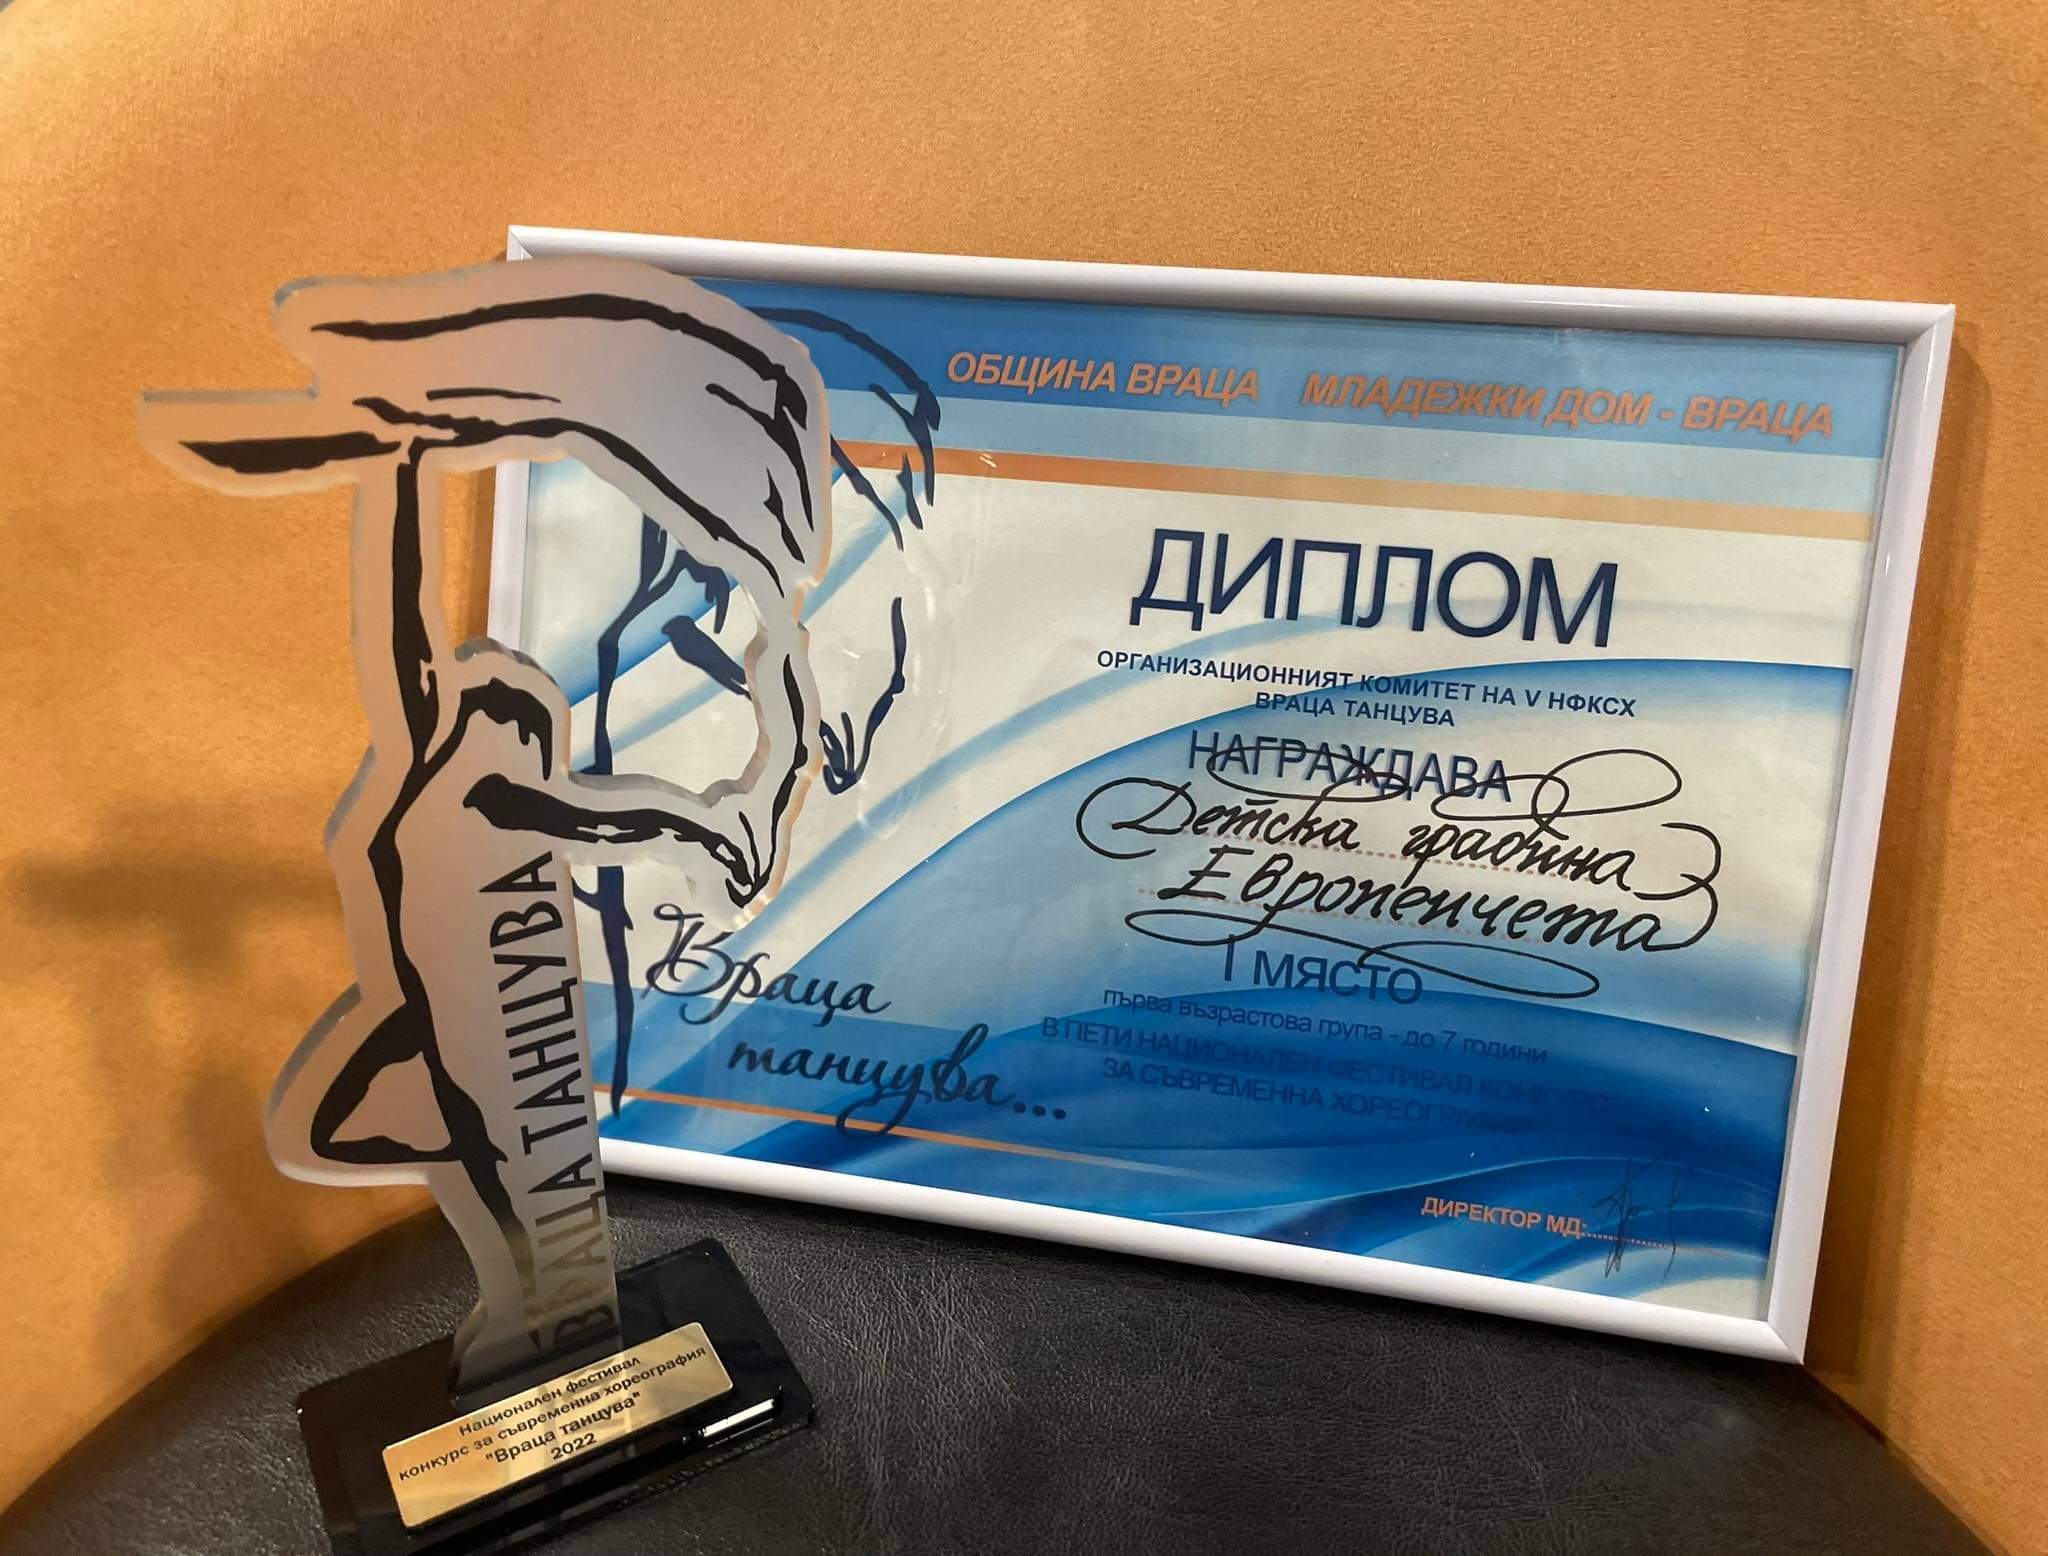 ОБЩИНА ВРАЦА МЛАДЕЖКИ ДОМ - ВРАЦА
ДИПЛОМ
ОРГАНИЗАЦИОННИЯТ КОМИТЕТ НА V НФКСХ
ВРАЦА ТАНЦУВА
НАГРАЖДАВА
Детска градина
Европейчета
I МЯСТО
първа възрастова група - до 7 години
В ПЕТИ НАЦИОНАЛЕН ФЕСТИВАЛ КОНКУРС
ЗА СЪВРЕМЕННА ХОРЕОГРАФИЯ
Враца
танцува...
ДИРЕКТОР МД:
ВРАЦА ТАНЦУВА
Национален фестивал
конкурс за съвременна хореография
"Враца танцува"
2022